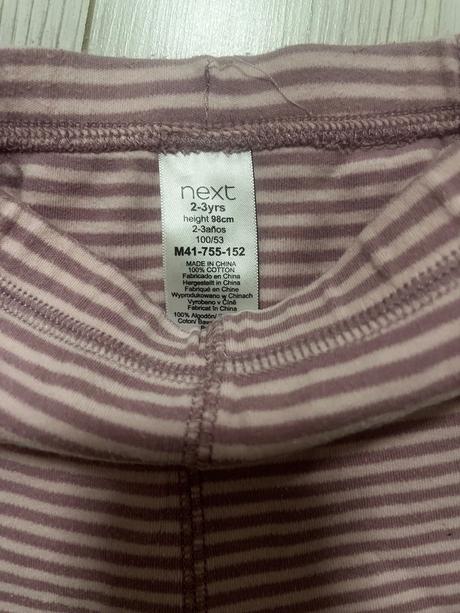 next
2-3yrs
height 98cm
2-3años
100/53
M41-755-152
MADE IN CHINA
100% COTTON
Fabricado en China
Hergestellt in China
Fabriqué en Chine
Wyprodukowano w Chinach
Vyrobeno v Číně
Fabricat în China
100% Algodón/
Coton/